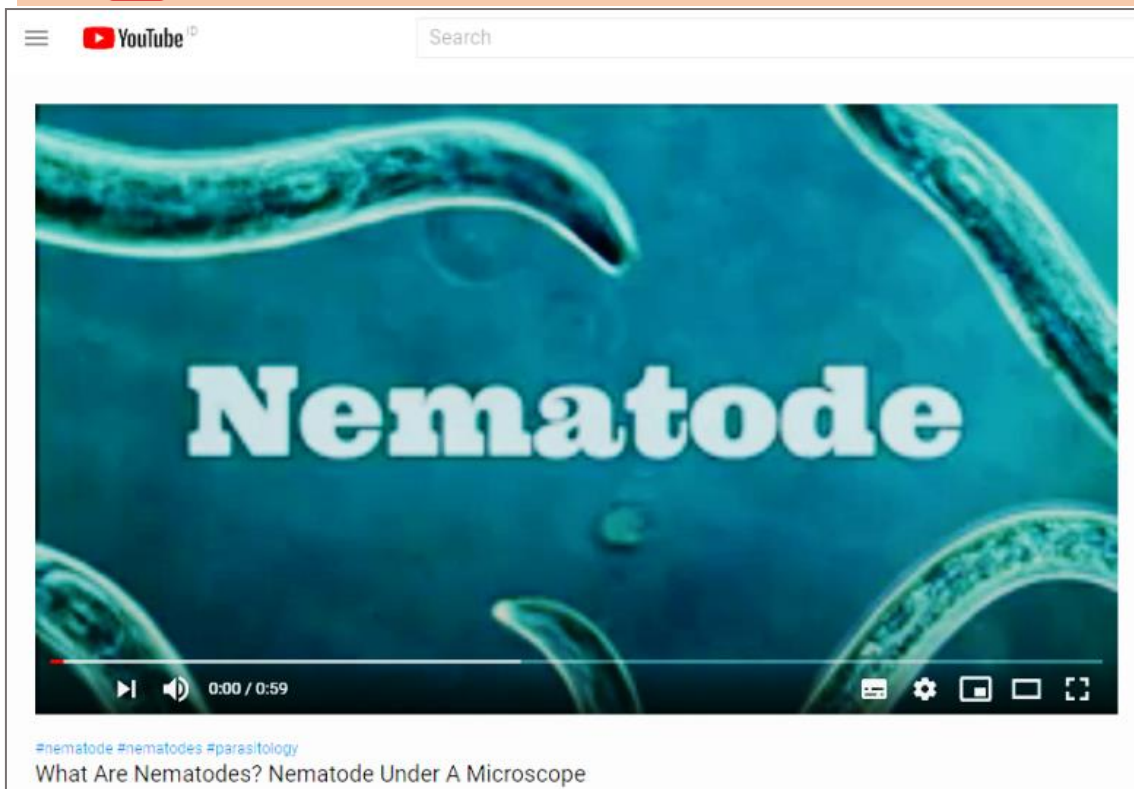 YouTube ID
Search
Nematode
0:00 / 0:59
#nematode #nematodes #parasitology
What Are Nematodes? Nematode Under A Microscope